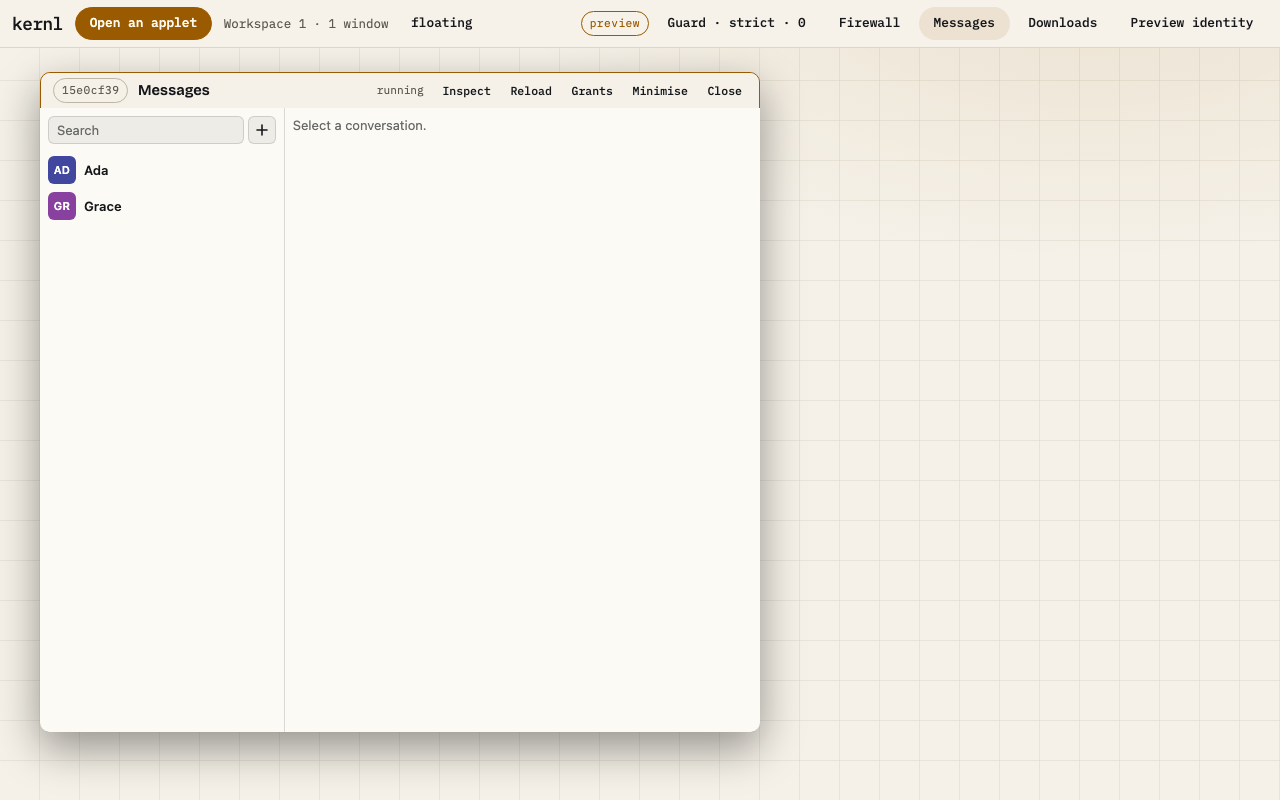 kernl Open an applet Workspace 1 · 1 window floating preview Guard · strict · 0 Firewall Messages Downloads Preview identity
15e0cf39 Messages running Inspect Reload Grants Minimise Close
Search +
Select a conversation.
AD Ada
GR Grace